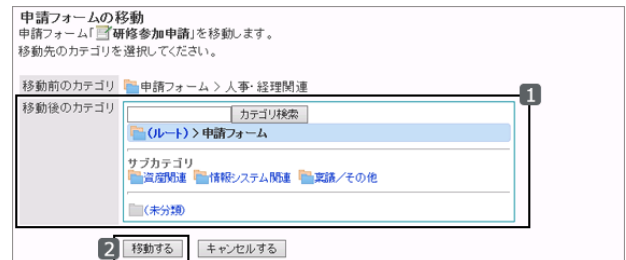 申請フォームの移動
申請フォーム「研修参加申請」を移動します。
移動先のカテゴリを選択してください。
移動前のカテゴリ 申請フォーム > 人事・経理関連
1
移動後のカテゴリ カテゴリ検索
(ルート) > 申請フォーム
サブカテゴリ
資産関連 情報システム関連 稟議/その他
(未分類)
2 移動する キャンセルする